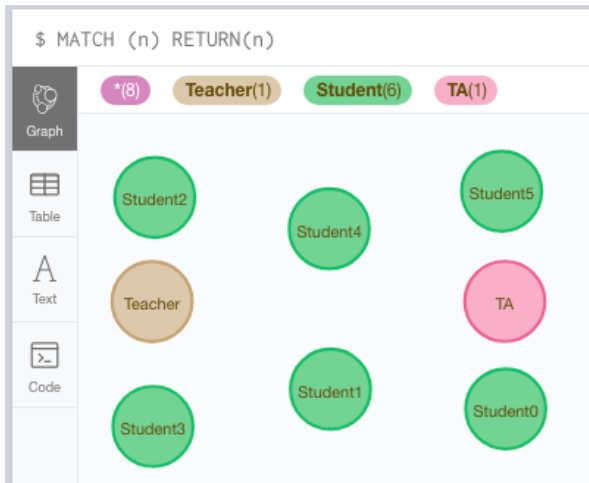 $ MATCH (n) RETURN(n)
*(8) Teacher(1) Student(6) TA(1)
Graph
Table
A
Text
>_
Code
Student2
Student4
Student5
Teacher
TA
Student3
Student1
Student0